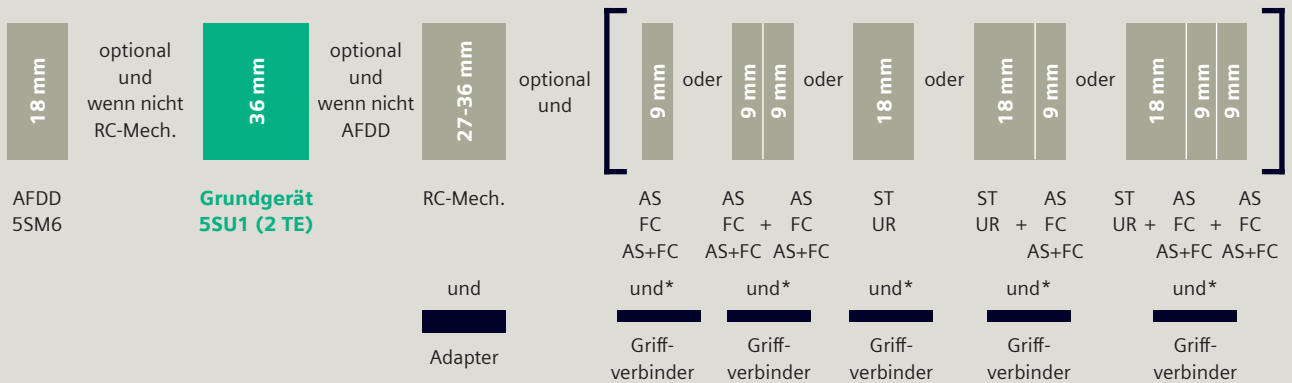 18 mm
optional
und
wenn nicht
RC-Mech.
36 mm
optional
und
wenn nicht
AFDD
27-36 mm
optional
und
9 mm
oder
9 mm
9 mm
oder
18 mm
oder
18 mm
9 mm
oder
18 mm
9 mm
9 mm
AFDD
5SM6
Grundgerät
5SU1 (2 TE)
RC-Mech.
AS
FC
AS+FC
AS AS
FC + FC
AS+FC AS+FC
ST
UR
ST AS
UR + FC
AS+FC
ST AS AS
UR + FC + FC
AS+FC AS+FC
und
Adapter
und*
Griff-
verbinder
und*
Griff-
verbinder
und*
Griff-
verbinder
und*
Griff-
verbinder
und*
Griff-
verbinder